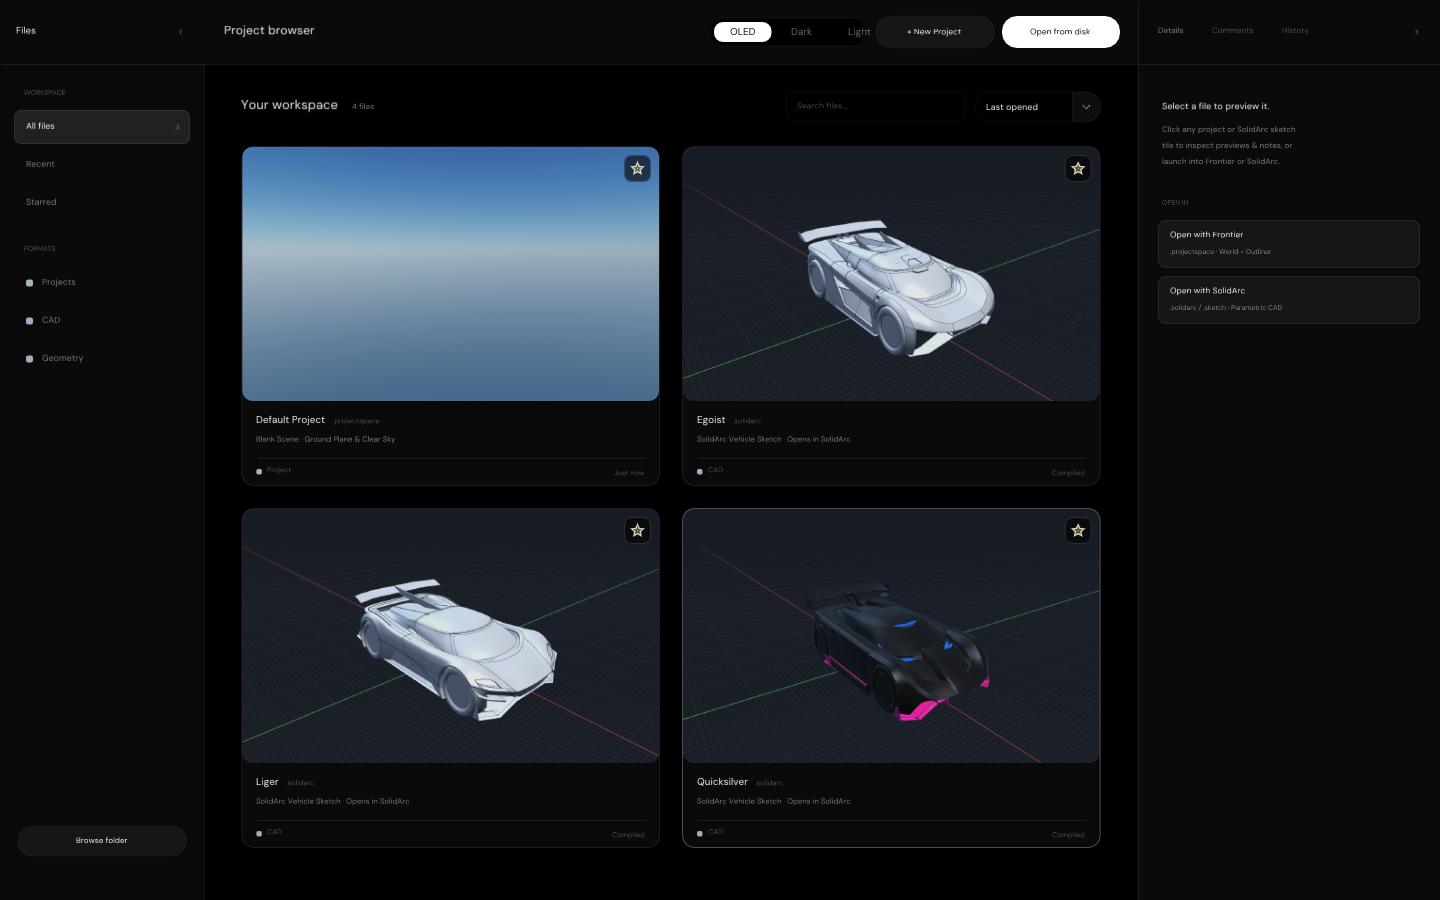 Files
Project browser
OLED
Dark
Light
+ New Project
Open from disk
Details
Comments
History
WORKSPACE
All files
4
Recent
Starred
FORMATS
Projects
CAD
Geometry
Browse folder
Your workspace
4 files
Search files...
Last opened
Default Project
.projectspace
Blank Scene · Ground Plane & Clear Sky
Project
Just now
Egoist
.solidarc
SolidArc Vehicle Sketch · Opens in SolidArc
CAD
Compiled
Liger
.solidarc
SolidArc Vehicle Sketch · Opens in SolidArc
CAD
Compiled
Quicksilver
.solidarc
SolidArc Vehicle Sketch · Opens in SolidArc
CAD
Compiled
Select a file to preview it.
Click any project or SolidArc sketch
tile to inspect previews & notes, or
launch into Frontier or SolidArc.
OPEN IN
Open with Frontier
.projectspace · World + Outliner
Open with SolidArc
.solidarc / .sketch · Parametric CAD